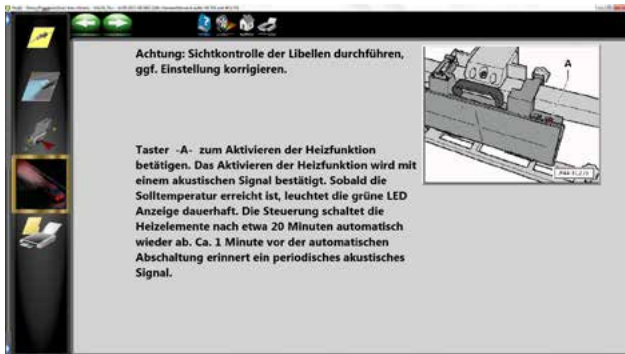 Achtung: Sichtkontrolle der Libellen durchführen,
ggf. Einstellung korrigieren.
A
Taster -A- zum Aktivieren der Heizfunktion
betätigen. Das Aktivieren der Heizfunktion wird mit
einem akustischen Signal bestätigt. Sobald die
Solltemperatur erreicht ist, leuchtet die grüne LED
Anzeige dauerhaft. Die Steuerung schaltet die
Heizelemente nach etwa 20 Minuten automatisch
wieder ab. Ca. 1 Minute vor der automatischen
Abschaltung erinnert ein periodisches akustisches
Signal.